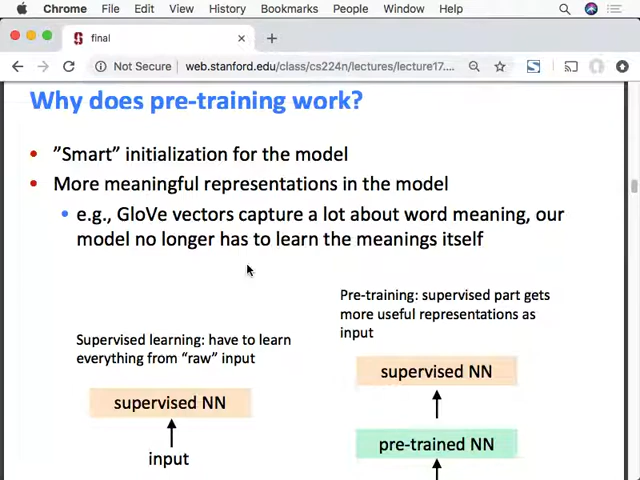 Chrome File Edit View History Bookmarks People Window Help
final
Not Secure web.stanford.edu/class/cs224n/lectures/lecture17....
Why does pre-training work?
• ”Smart” initialization for the model
• More meaningful representations in the model
• e.g., GloVe vectors capture a lot about word meaning, our
model no longer has to learn the meanings itself
Supervised learning: have to learn
everything from “raw” input
supervised NN
input
Pre-training: supervised part gets
more useful representations as
input
supervised NN
pre-trained NN